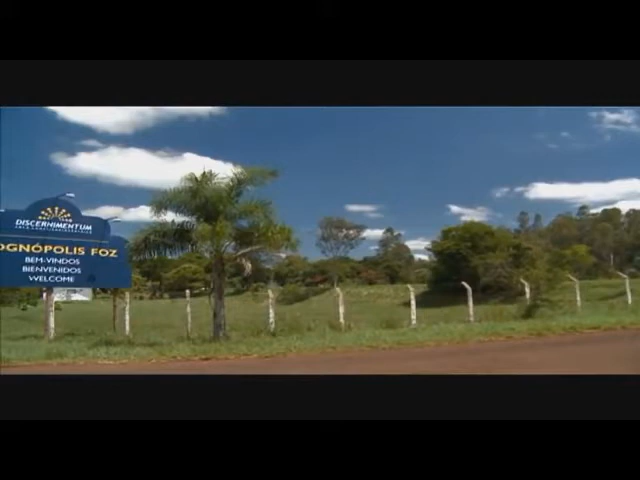 DISCERNIMENTUM
OGNÓPOLIS FOZ
BEM-VINDOS
BIENVENIDOS
WELCOME